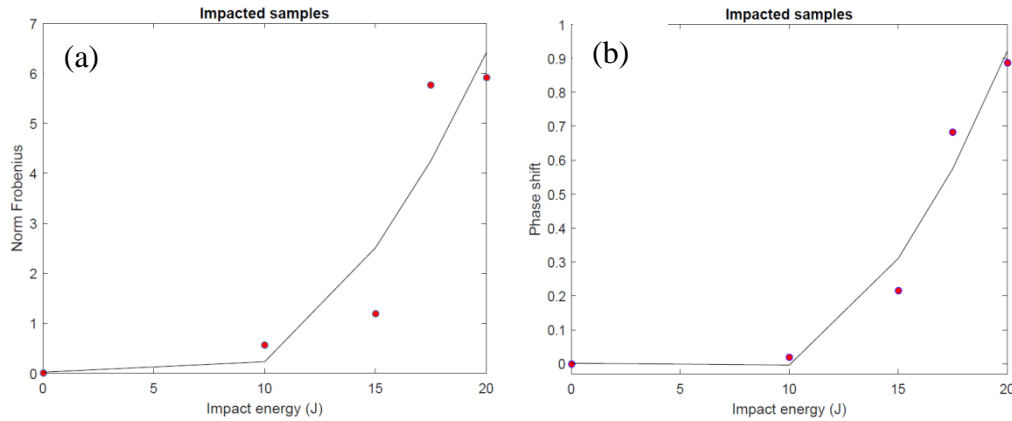 Impacted samples
(a)
7
6
5
4
3
2
1
0
Norm Frobenius
0 5 10 15 20
Impact energy (J)
Impacted samples
(b)
1
0.9
0.8
0.7
0.6
0.5
0.4
0.3
0.2
0.1
0
Phase shift
0 5 10 15 20
Impact energy (J)